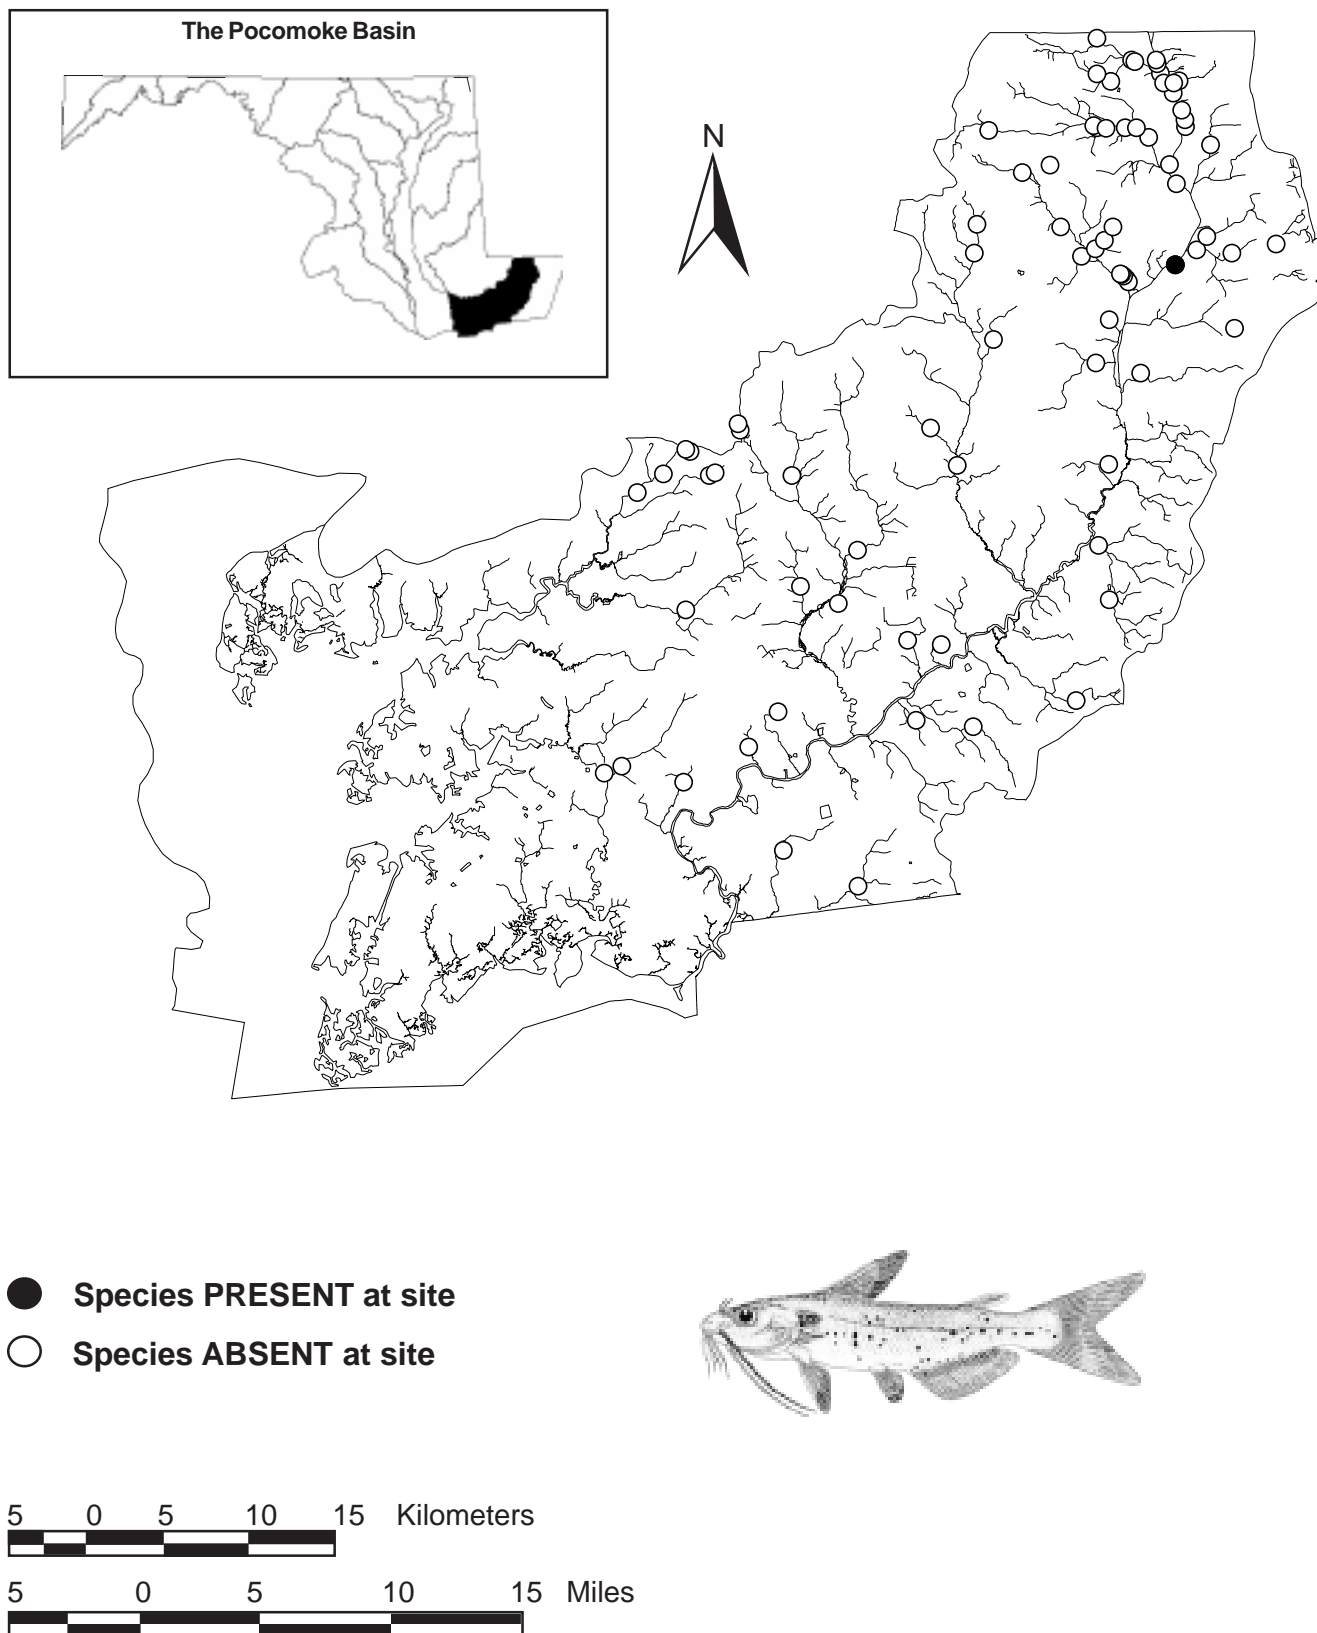 The Pocomoke Basin
N
Species PRESENT at site
Species ABSENT at site
5 0 5 10 15 Kilometers
5 0 5 10 15 Miles